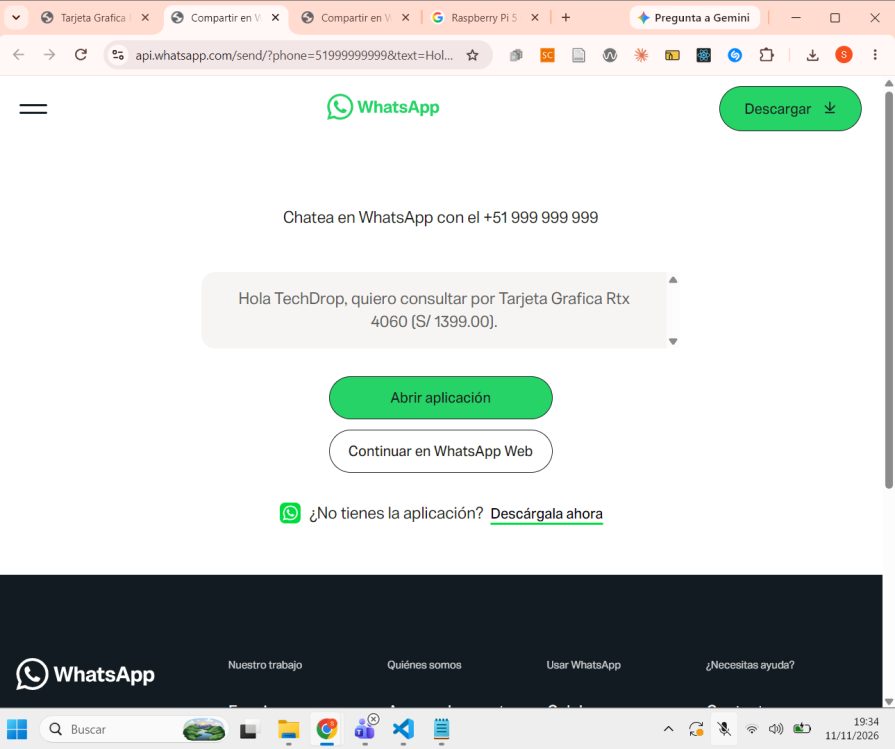 Tarjeta Grafica
Compartir en W
Compartir en W
Raspberry Pi 5
Pregunta a Gemini
api.whatsapp.com/send/?phone=51999999999&text=Hol...
SC
S
WhatsApp
Descargar
Chatea en WhatsApp con el +51 999 999 999
Hola TechDrop, quiero consultar por Tarjeta Grafica Rtx
4060 (S/ 1399.00).
Abrir aplicación
Continuar en WhatsApp Web
¿No tienes la aplicación? Descárgala ahora
WhatsApp
Nuestro trabajo
Quiénes somos
Usar WhatsApp
¿Necesitas ayuda?
Buscar
19:34
11/11/2026